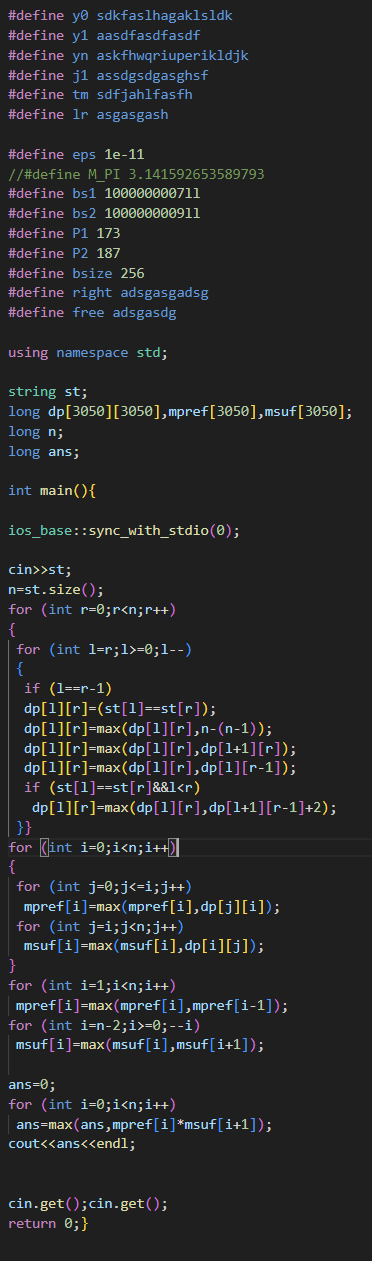 #define y0 sdkfaslhagaklsldk
#define y1 aasdfasdfasdf
#define yn askfhwqriuperikldjk
#define j1 assdgsdgasghsf
#define tm sdfjahlfasfh
#define lr asgasgash
#define eps 1e-11
//#define M_PI 3.141592653589793
#define bs1 1000000007ll
#define bs2 1000000009ll
#define P1 173
#define P2 187
#define bsize 256
#define right adsgasgadsg
#define free adsgasdg
using namespace std;
string st;
long dp[3050][3050],mpref[3050],msuf[3050];
long n;
long ans;
int main(){
ios_base::sync_with_stdio(0);
cin>>st;
n=st.size();
for (int r=0;r<n;r++)
{
for (int l=r;l>=0;l--)
{
if (l==r-1)
dp[l][r]=(st[l]==st[r]);
dp[l][r]=max(dp[l][r],n-(n-1));
dp[l][r]=max(dp[l][r],dp[l+1][r]);
dp[l][r]=max(dp[l][r],dp[l][r-1]);
if (st[l]==st[r]&&l<r)
dp[l][r]=max(dp[l][r],dp[l+1][r-1]+2);
}}
for (int i=0;i<n;i++)
{
for (int j=0;j<=i;j++)
mpref[i]=max(mpref[i],dp[j][i]);
for (int j=i;j<n;j++)
msuf[i]=max(msuf[i],dp[i][j]);
}
for (int i=1;i<n;i++)
mpref[i]=max(mpref[i],mpref[i-1]);
for (int i=n-2;i>=0;--i)
msuf[i]=max(msuf[i],msuf[i+1]);
ans=0;
for (int i=0;i<n;i++)
ans=max(ans,mpref[i]*msuf[i+1]);
cout<<ans<<endl;
cin.get();cin.get();
return 0;}